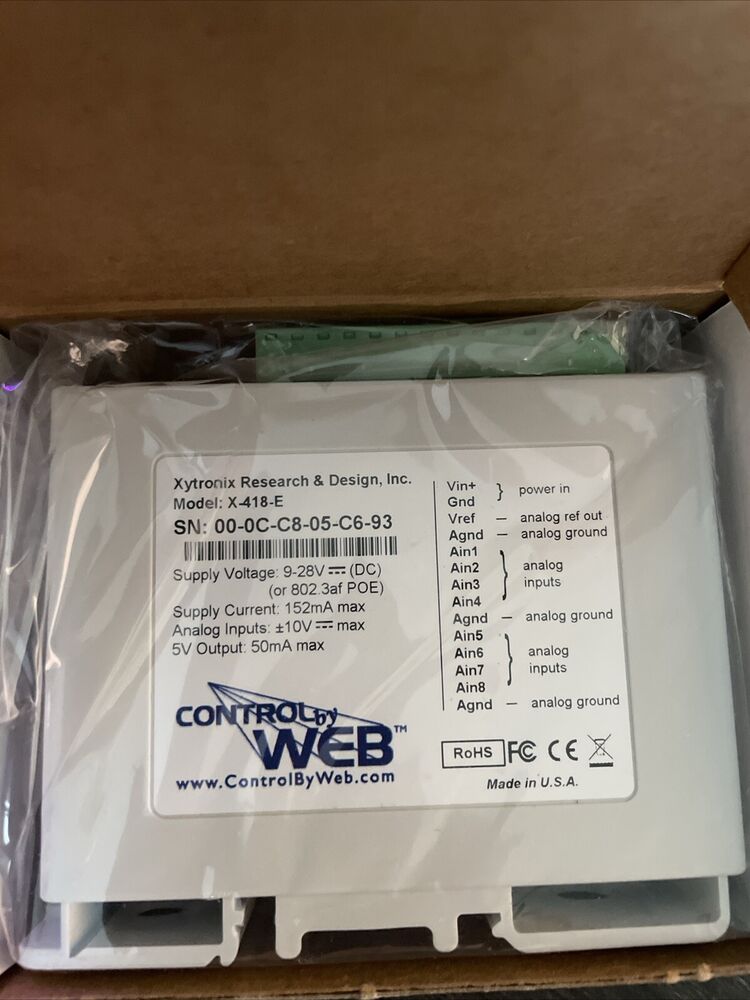 Xytronix Research & Design, Inc.
Model: X-418-E
SN: 00-0C-C8-05-C6-93
Supply Voltage: 9-28V ⎓ (DC)
(or 802.3af POE)
Supply Current: 152mA max
Analog Inputs: ±10V ⎓ max
5V Output: 50mA max
CONTROL by
WEB™
www.ControlByWeb.com
Vin+
Gnd
} power in
Vref — analog ref out
Agnd — analog ground
Ain1
Ain2
Ain3
Ain4
} analog
inputs
Agnd — analog ground
Ain5
Ain6
Ain7
Ain8
} analog
inputs
Agnd — analog ground
RoHS FC CE
Made in U.S.A.